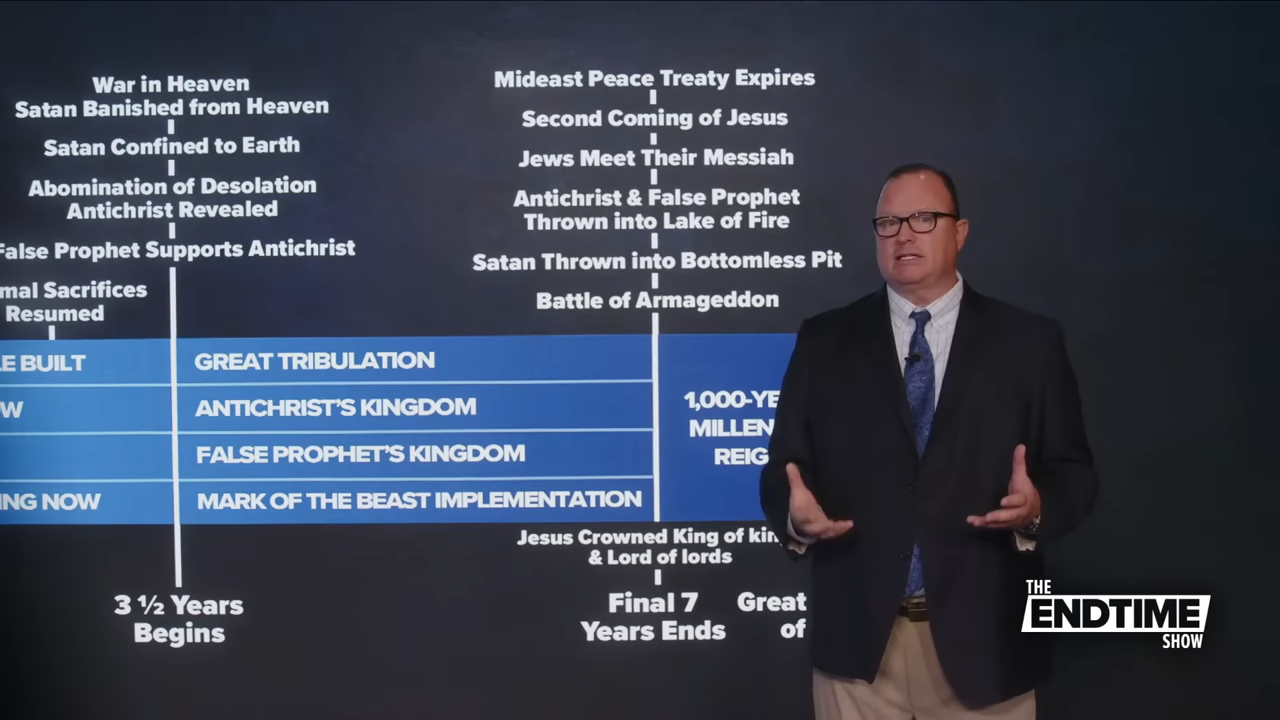 War in Heaven
Satan Banished from Heaven
Satan Confined to Earth
Abomination of Desolation
Antichrist Revealed
False Prophet Supports Antichrist
mal Sacrifices
Resumed
Mideast Peace Treaty Expires
Second Coming of Jesus
Jews Meet Their Messiah
Antichrist & False Prophet
Thrown into Lake of Fire
Satan Thrown into Bottomless Pit
Battle of Armageddon
E BUILT
GREAT TRIBULATION
W
ANTICHRIST'S KINGDOM
FALSE PROPHET'S KINGDOM
ING NOW
MARK OF THE BEAST IMPLEMENTATION
1,000-YE
MILLEN
REIG
Jesus Crowned King of kin
& Lord of lords
3 ½ Years
Begins
Final 7
Years Ends
Great
of
THE
ENDTIME
SHOW